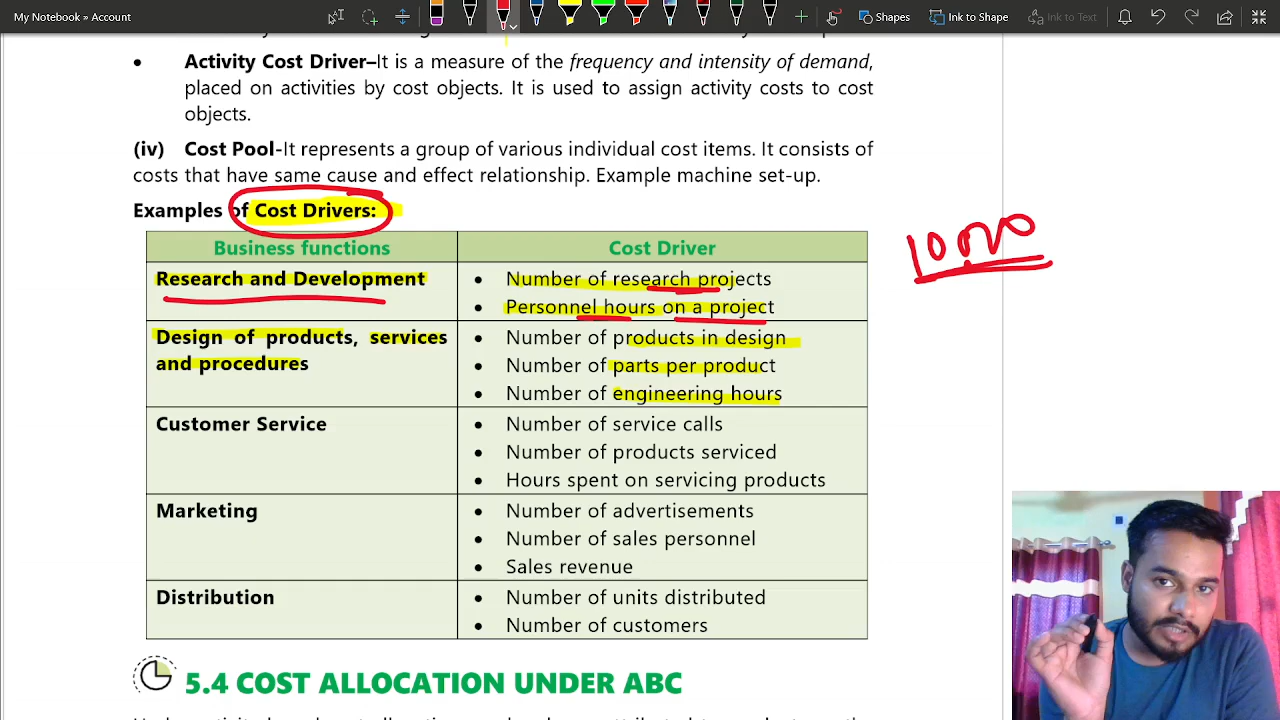 My Notebook » Account
Shapes
Ink to Shape
Ink to Text
• Activity Cost Driver–It is a measure of the frequency and intensity of demand,
placed on activities by cost objects. It is used to assign activity costs to cost
objects.
(iv) Cost Pool-It represents a group of various individual cost items. It consists of
costs that have same cause and effect relationship. Example machine set-up.
Examples of Cost Drivers:
Business functions Cost Driver
Research and Development • Number of research projects
• Personnel hours on a project
Design of products, services • Number of products in design
and procedures • Number of parts per product
• Number of engineering hours
Customer Service • Number of service calls
• Number of products serviced
• Hours spent on servicing products
Marketing • Number of advertisements
• Number of sales personnel
• Sales revenue
Distribution • Number of units distributed
• Number of customers
5.4 COST ALLOCATION UNDER ABC